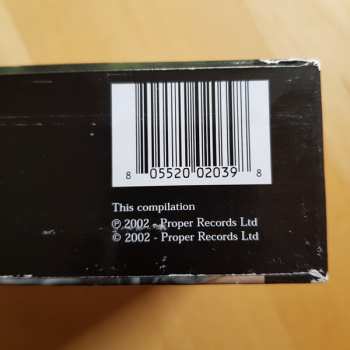 8 05520 02039 8
This compilation
℗ 2002 - Proper Records Ltd
© 2002 - Proper Records Ltd